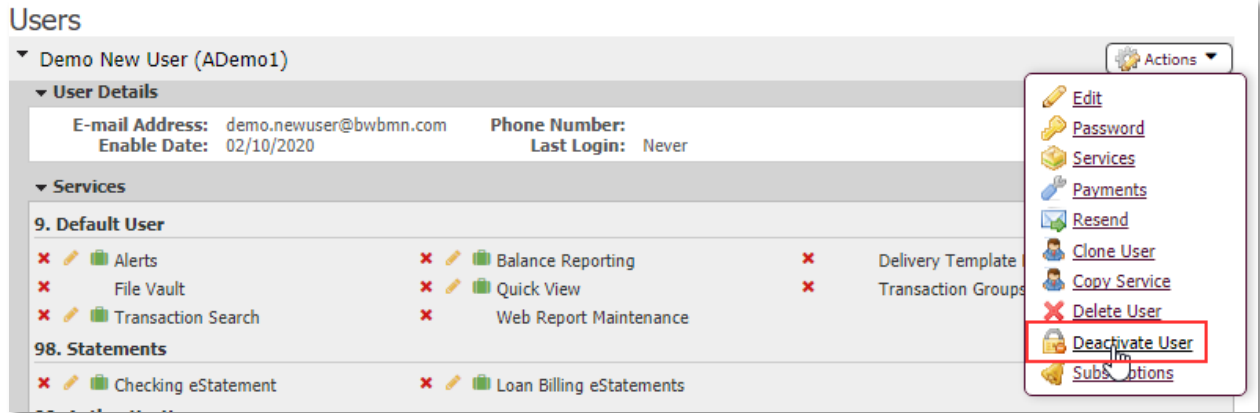 Users
Demo New User (ADemo1) Actions
User Details
E-mail Address: demo.newuser@bwbmn.com Phone Number:
Enable Date: 02/10/2020 Last Login: Never
Services
9. Default User
Alerts Balance Reporting Delivery Template
File Vault Quick View Transaction Groups
Transaction Search Web Report Maintenance
98. Statements
Checking eStatement Loan Billing eStatements
Edit
Password
Services
Payments
Resend
Clone User
Copy Service
Delete User
Deactivate User